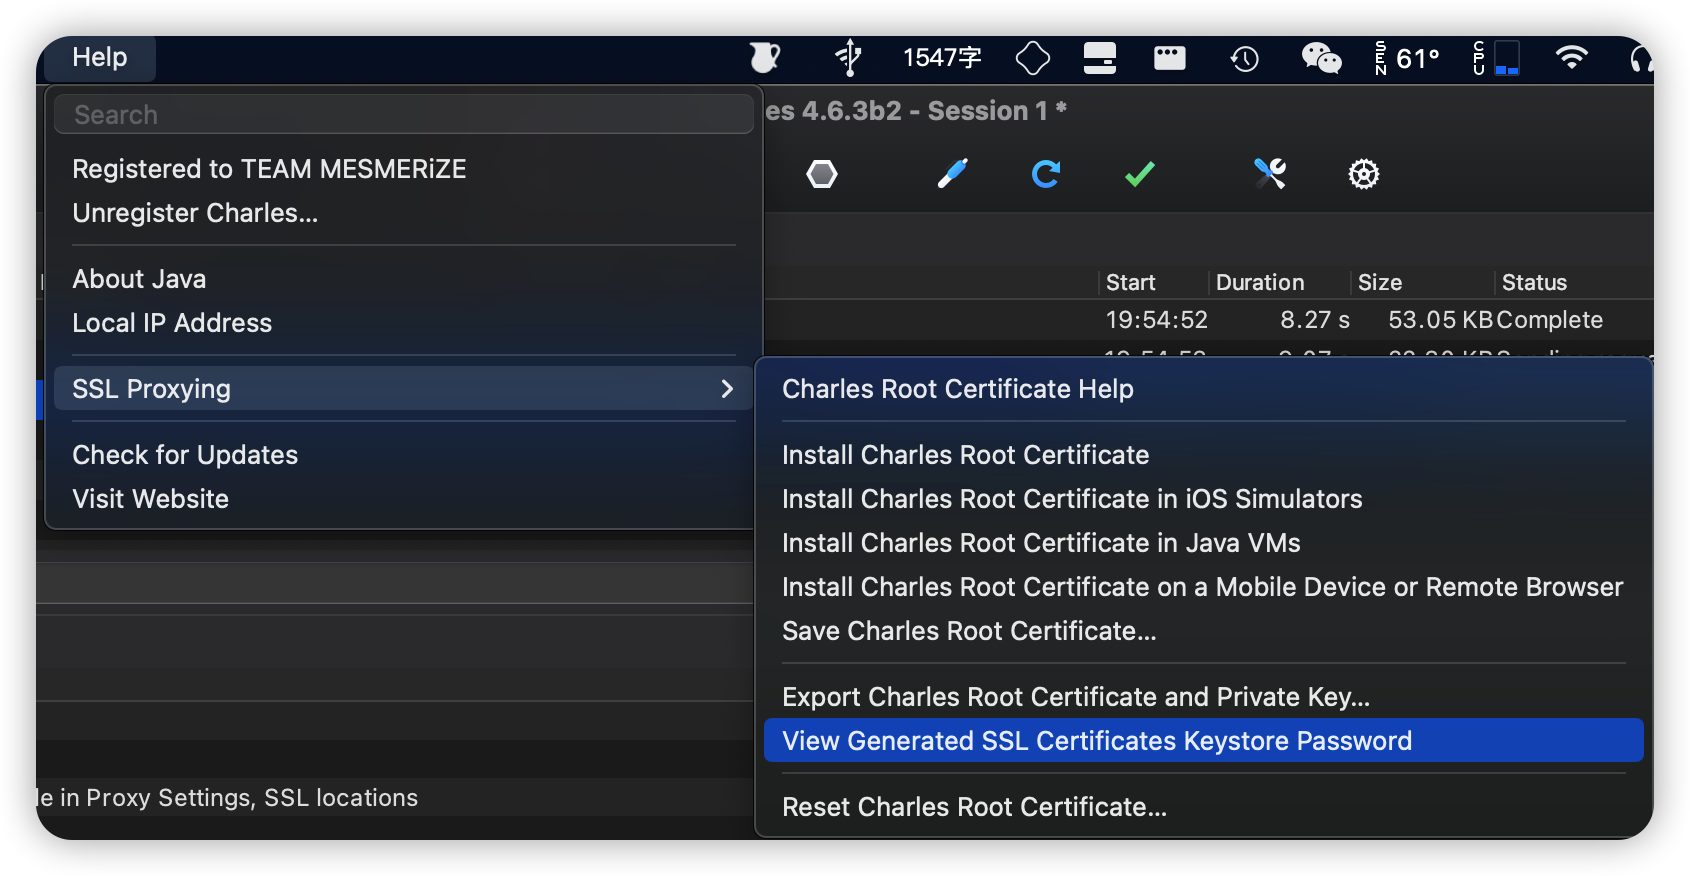 Help
1547字
SEN 61°
CPU
Search
es 4.6.3b2 - Session 1 *
Registered to TEAM MESMERiZE
Unregister Charles...
About Java
Local IP Address
SSL Proxying
Check for Updates
Visit Website
Start Duration Size Status
19:54:52 8.27 s 53.05 KB Complete
Charles Root Certificate Help
Install Charles Root Certificate
Install Charles Root Certificate in iOS Simulators
Install Charles Root Certificate in Java VMs
Install Charles Root Certificate on a Mobile Device or Remote Browser
Save Charles Root Certificate...
Export Charles Root Certificate and Private Key...
View Generated SSL Certificates Keystore Password
Reset Charles Root Certificate...
le in Proxy Settings, SSL locations